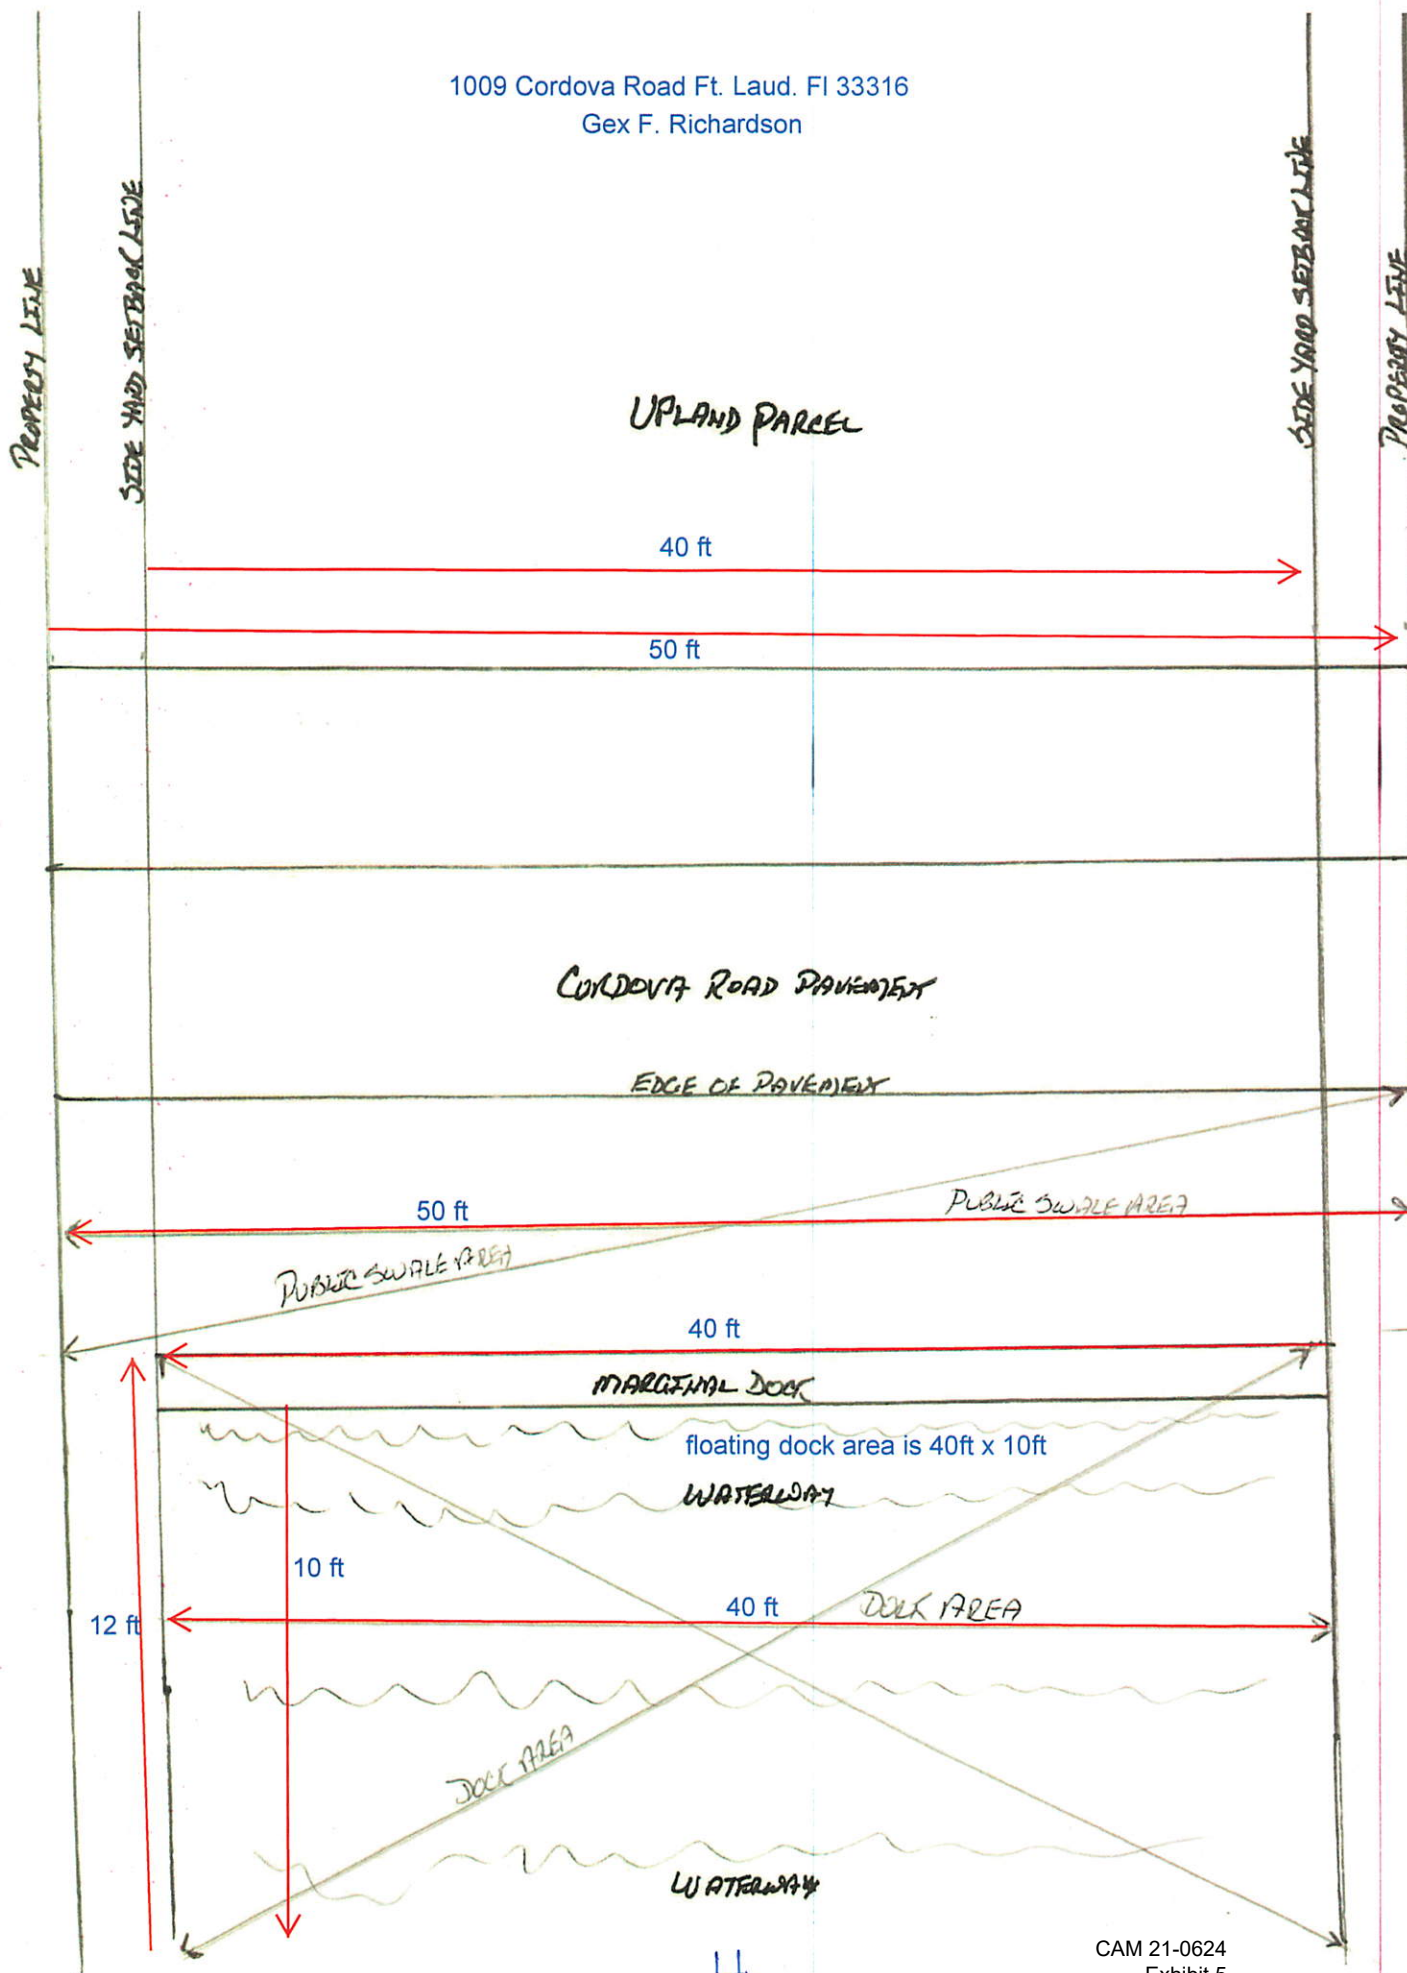 1009 Cordova Road Ft. Laud. Fl 33316
Gex F. Richardson
PROPERTY LINE
SIDE YARD SETBACK LINE
SIDE YARD SETBACK LINE
PROPERTY LINE
UPLAND PARCEL
40 ft
50 ft
CORDOVA ROAD PAVEMENT
EDGE OF PAVEMENT
50 ft
PUBLIC SWALE AREA
PUBLIC SWALE AREA
40 ft
MARGINAL DOCK
floating dock area is 40ft x 10ft
WATERWAY
10 ft
12 ft
40 ft
DOCK AREA
DOCK AREA
WATERWAY
CAM 21-0624
Exhibit 5